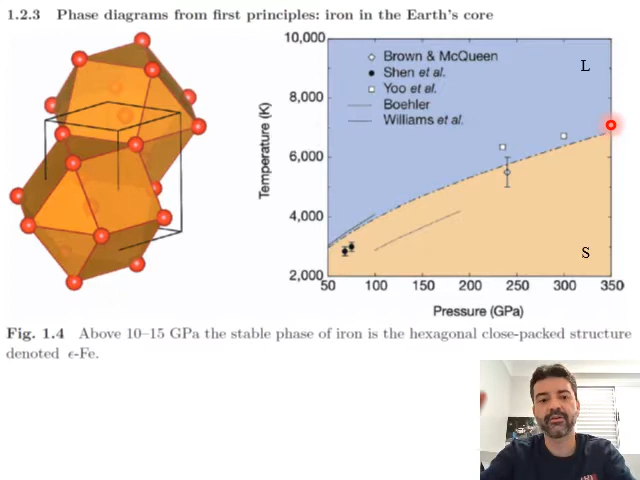 1.2.3 Phase diagrams from first principles: iron in the Earth's core
10,000
8,000
6,000
4,000
2,000
Temperature (K)
Brown & McQueen
Shen et al.
Yoo et al.
Boehler
Williams et al.
L
S
50 100 150 200 250 300 350
Pressure (GPa)
Fig. 1.4 Above 10–15 GPa the stable phase of iron is the hexagonal close-packed structure
denoted ϵ-Fe.